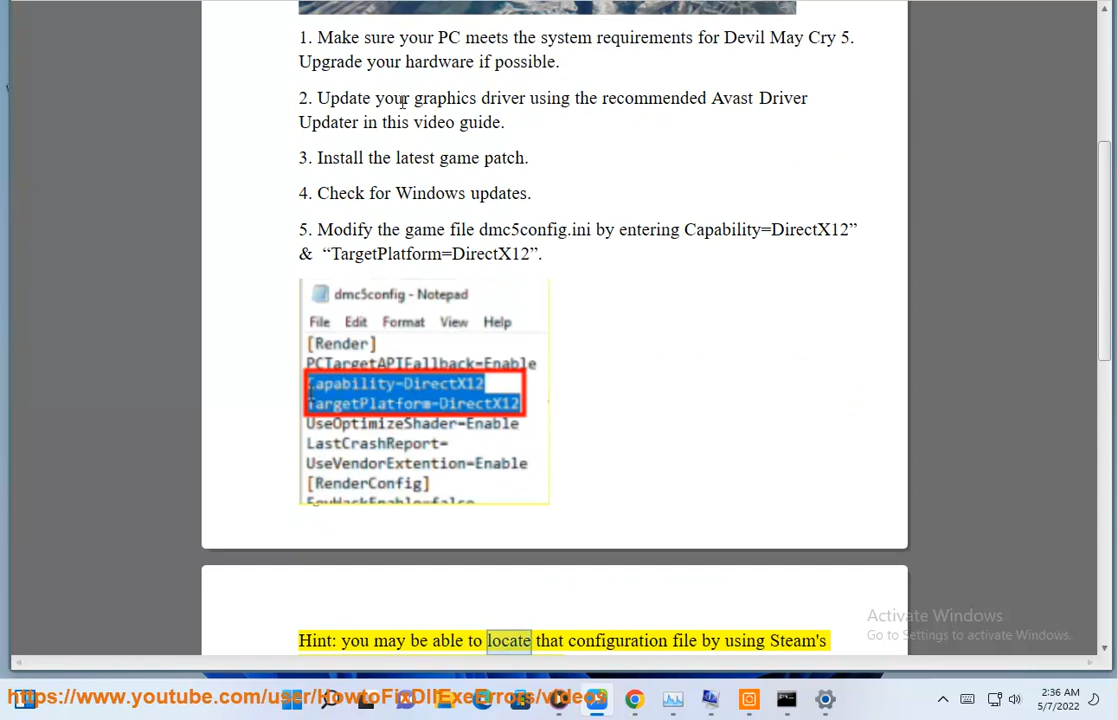 1. Make sure your PC meets the system requirements for Devil May Cry 5.
Upgrade your hardware if possible.
2. Update your graphics driver using the recommended Avast Driver
Updater in this video guide.
3. Install the latest game patch.
4. Check for Windows updates.
5. Modify the game file dmc5config.ini by entering Capability=DirectX12”
& “TargetPlatform=DirectX12”.
dmc5config - Notepad
File Edit Format View Help
[Render]
PCTargetAPIFallback=Enable
Capability=DirectX12
TargetPlatform=DirectX12
UseOptimizeShader=Enable
LastCrashReport=
UseVendorExtention=Enable
[RenderConfig]
Activate Windows
Go to Settings to activate Windows.
Hint: you may be able to locate that configuration file by using Steam's
https://www.youtube.com/user/HowtoFixDllExeErrors/videos
2:36 AM
5/7/2022